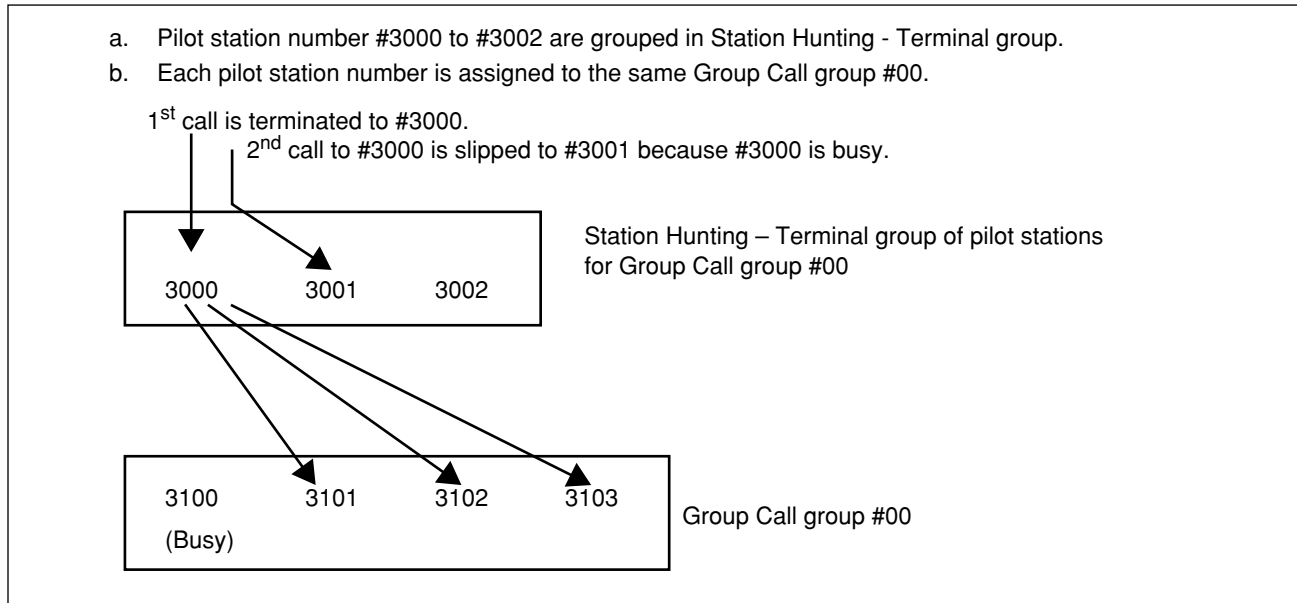 a. Pilot station number #3000 to #3002 are grouped in Station Hunting - Terminal group.
b. Each pilot station number is assigned to the same Group Call group #00.
1st call is terminated to #3000.
2nd call to #3000 is slipped to #3001 because #3000 is busy.
Station Hunting – Terminal group of pilot stations
for Group Call group #00
3000 3001 3002
3100 3101 3102 3103
(Busy)
Group Call group #00